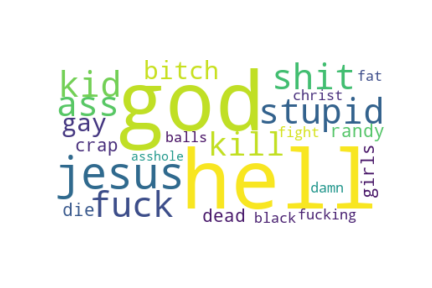 bitch
shit
fat
kid
god
christ
ass
stupid
gay
balls
kill
fight
randy
crap
asshole
girls
jesus
hell
damn
die
fuck
dead
black
fucking